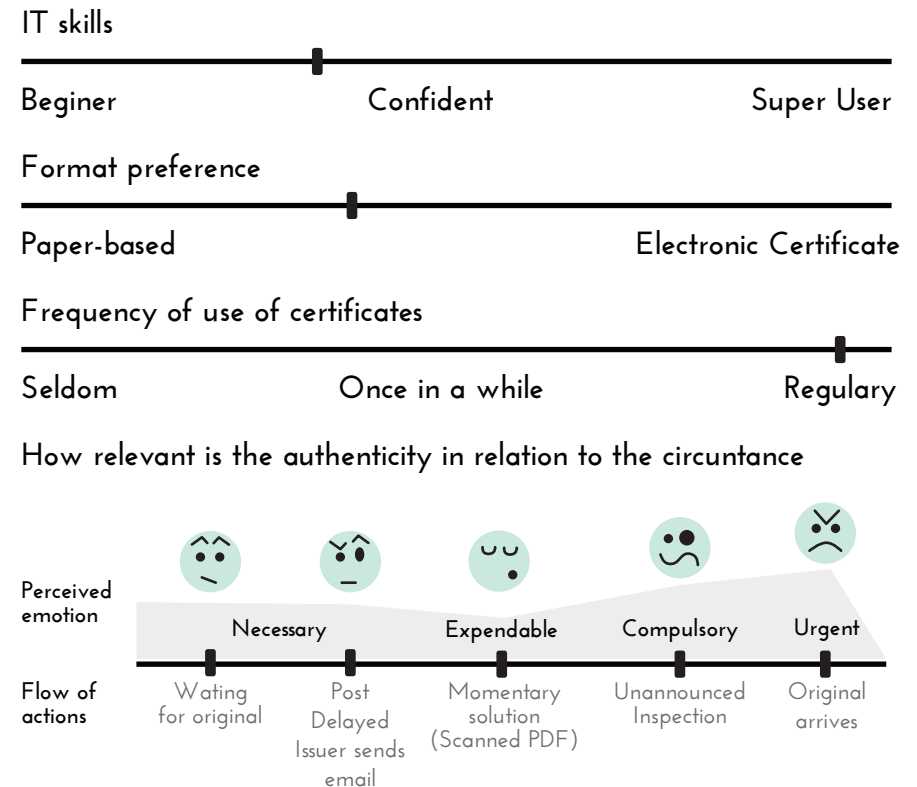 IT skills
Beginer Confident Super User
Format preference
Paper-based Electronic Certificate
Frequency of use of certificates
Seldom Once in a while Regulary
How relevant is the authenticity in relation to the circuntance
Perceived
emotion
Necessary Expendable Compulsory Urgent
Flow of
actions
Wating
for original
Post
Delayed
Issuer sends
email
Momentary
solution
(Scanned PDF)
Unannounced
Inspection
Original
arrives